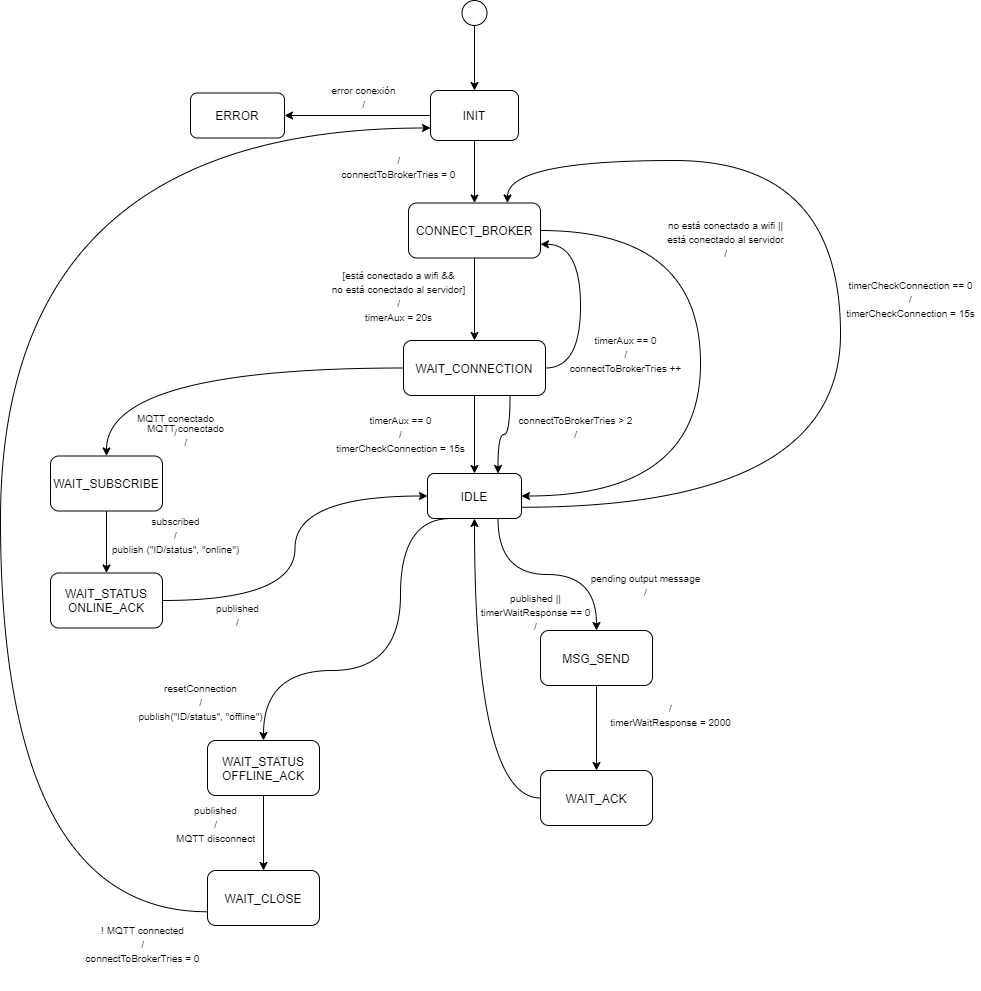 error conexión
/
ERROR
INIT
/
connectToBrokerTries = 0
CONNECT_BROKER
no está conectado a wifi ||
está conectado al servidor
/
[está conectado a wifi &&
no está conectado al servidor]
/
timerAux = 20s
timerCheckConnection == 0
/
timerCheckConnection = 15s
WAIT_CONNECTION
timerAux == 0
/
connectToBrokerTries ++
MQTT conectado
/
MQTT conectado
/
timerAux == 0
/
timerCheckConnection = 15s
connectToBrokerTries > 2
/
WAIT_SUBSCRIBE
IDLE
subscribed
/
publish ("ID/status", "online")
WAIT_STATUS
ONLINE_ACK
published
/
pending output message
/
published ||
timerWaitResponse == 0
/
MSG_SEND
resetConnection
/
publish("ID/status", "offline")
/
timerWaitResponse = 2000
WAIT_STATUS
OFFLINE_ACK
WAIT_ACK
published
/
MQTT disconnect
WAIT_CLOSE
! MQTT connected
/
connectToBrokerTries = 0